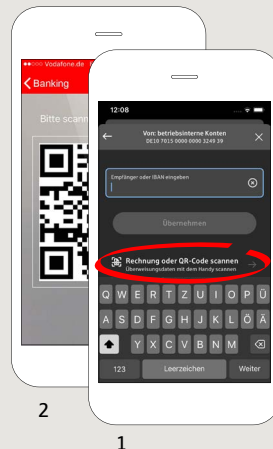 Vodafone.de
Banking
Bitte scann
12:08
Von: betriebsinterne Konten
DE10 7015 0000 0000 3249 39
Empfänger oder IBAN eingeben
Übernehmen
Rechnung oder QR-Code scannen
Überweisungsdaten mit dem Handy scannen
Q W E R T Z U I O P Ü
A S D F G H J K L Ö Ä
Y X C V B N M
123 Leerzeichen Weiter
2
1